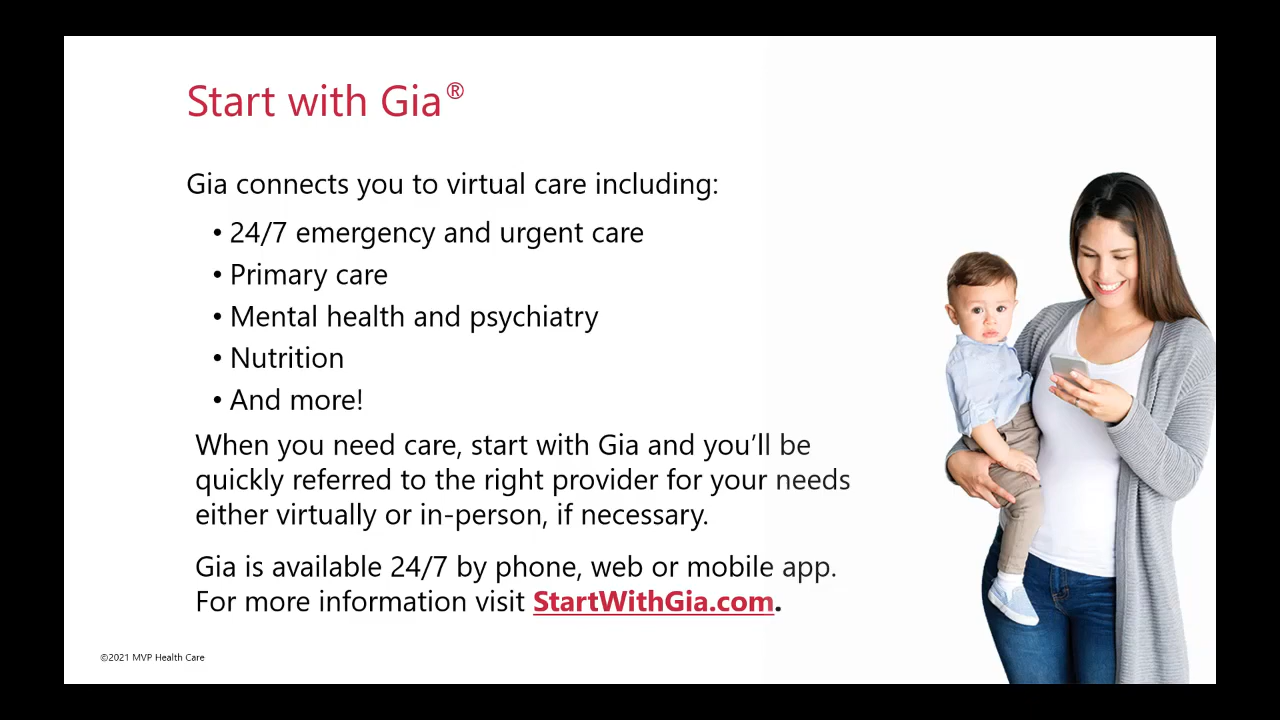 Start with Gia®
Gia connects you to virtual care including:
• 24/7 emergency and urgent care
• Primary care
• Mental health and psychiatry
• Nutrition
• And more!
When you need care, start with Gia and you’ll be
quickly referred to the right provider for your needs
either virtually or in-person, if necessary.
Gia is available 24/7 by phone, web or mobile app.
For more information visit StartWithGia.com.
©2021 MVP Health Care